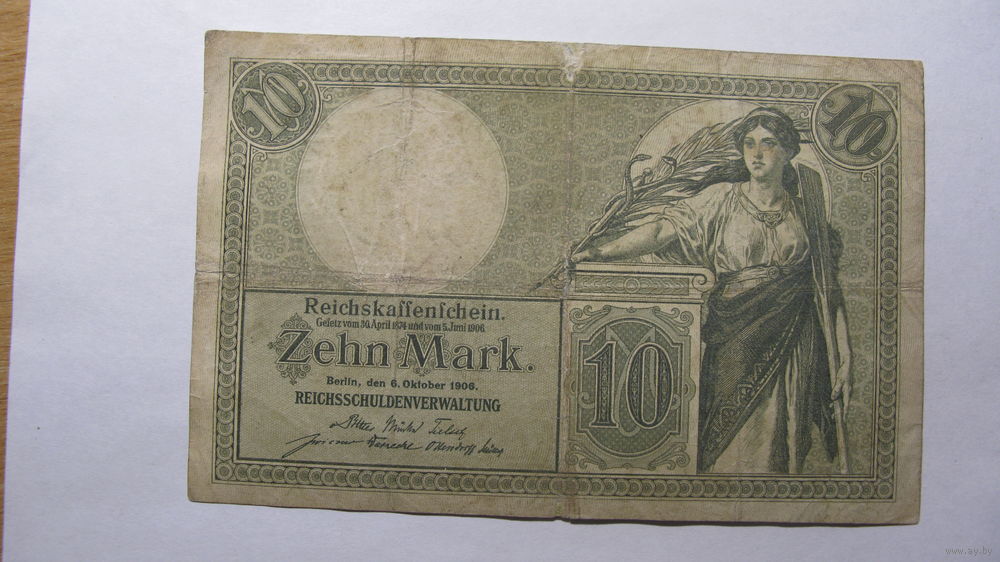 10
10
Reichskaſſenſchein.
Geſetz vom 30. April 1874 und vom 5. Juni 1906.
Zehn Mark.
Berlin, den 6. Oktober 1906.
REICHSSCHULDENVERWALTUNG
10
www.ay.by